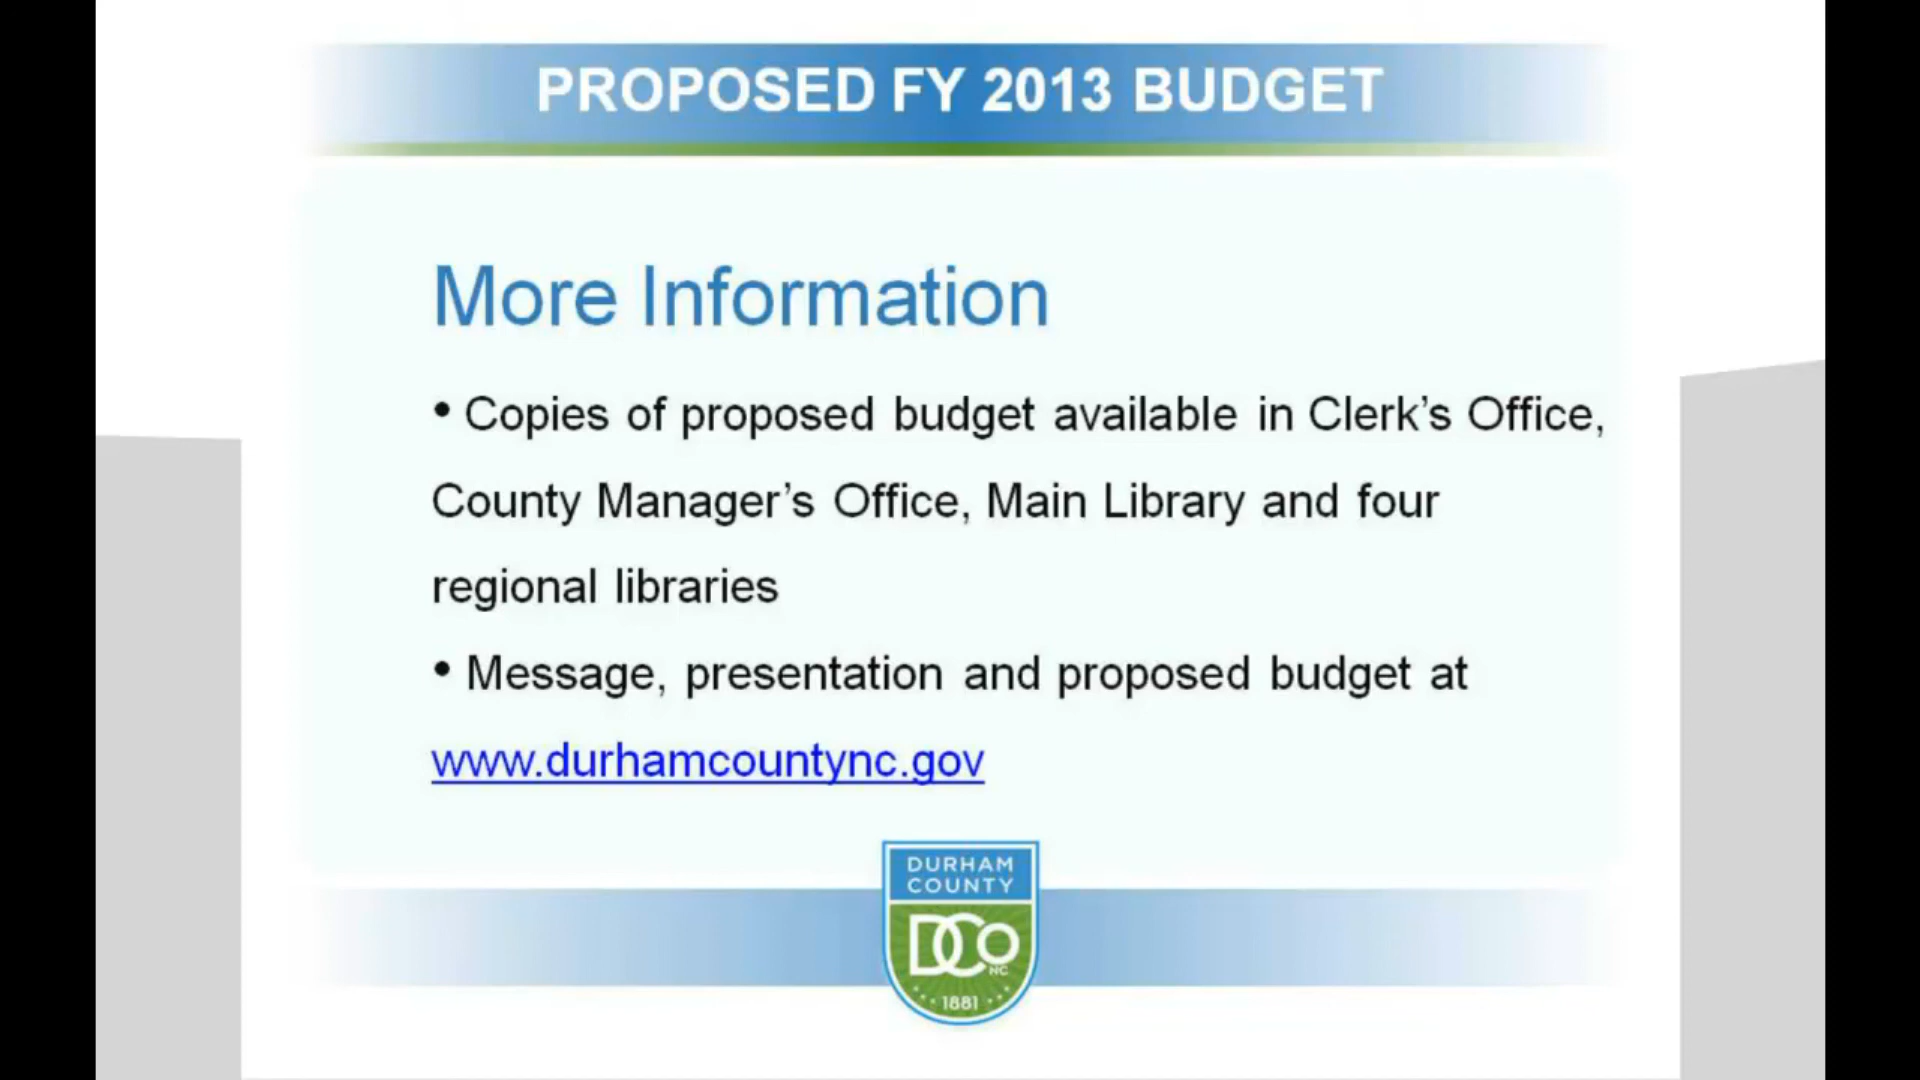 PROPOSED FY 2013 BUDGET
More Information
• Copies of proposed budget available in Clerk’s Office,
County Manager’s Office, Main Library and four
regional libraries
• Message, presentation and proposed budget at
www.durhamcountync.gov
DURHAM
COUNTY
DCo
NC
1881